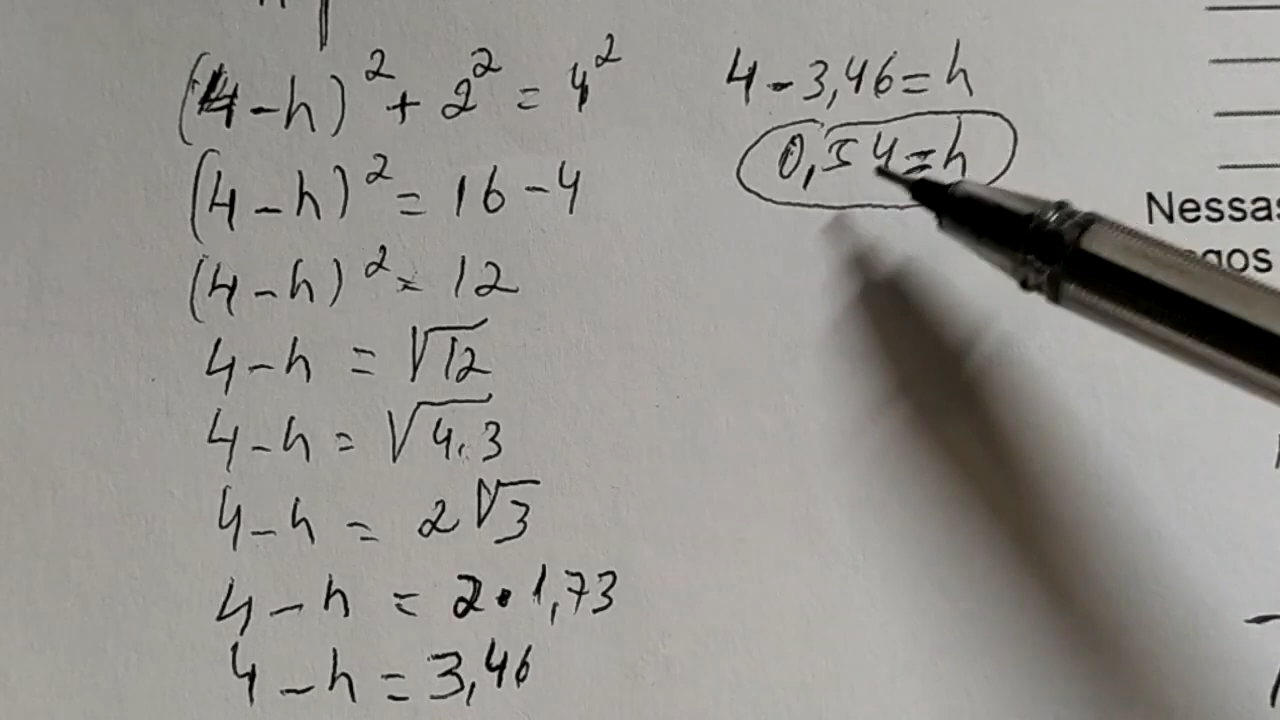 (4-h)² + 2² = 4²
(4-h)² = 16-4
(4-h)² = 12
4-h = √12
4-h = √4.3
4-h = 2√3
4-h = 2•1,73
4-h = 3,46
4-3,46=h
0,54=h
Nessas